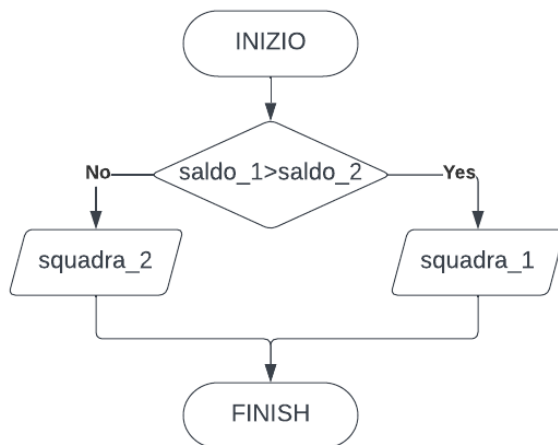 INIZIO
saldo_1>saldo_2
No
Yes
squadra_2
squadra_1
FINISH